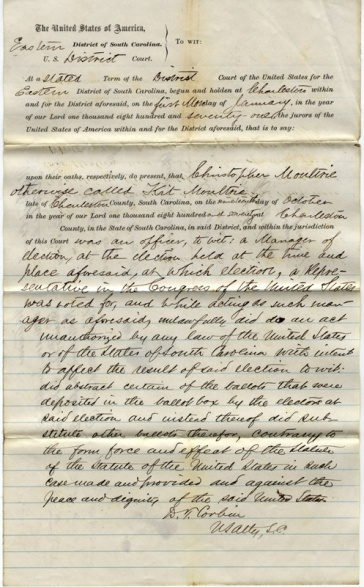 The United States of America,
Eastern District of South Carolina. } To wit:
U. S. District Court.
At a Stated Term of the District Court of the United States for the
Eastern District of South Carolina, begun and holden at Charleston within
and for the District aforesaid, on the first Monday of January, in the year
of our Lord one thousand eight hundred and seventy-one the jurors of the
United States of America within and for the District aforesaid, that is to say:
upon their oaths, respectively, do present, that Christopher Moultrie
otherwise called Kit Moultrie
late of Charleston County, South Carolina, on the nineteenth day of October
in the year of our Lord one thousand eight hundred and seventy at Charleston
County, in the State of South Carolina, in said District, and within the jurisdiction
of this Court was an officer, to wit: a Manager of
election, at the election held at the time and
place aforesaid, at which election, a Repre-
sentative in the Congress of the United States
was voted for, and while acting as such man-
ager as aforesaid, unlawfully did do an act
unauthorized by any law of the United States
or of the State of South Carolina with intent
to affect the result of said election to wit:
did abstract certain of the ballots that were
deposited in the ballot box by the electors at
said election and instead thereof did sub-
stitute other ballots therefor, contrary to
the form force and effect of the statute
of the Statute of the United States in such
case made and provided and against the
peace and dignity of the said United States.
D. T. Corbin
US Atty, S.C.